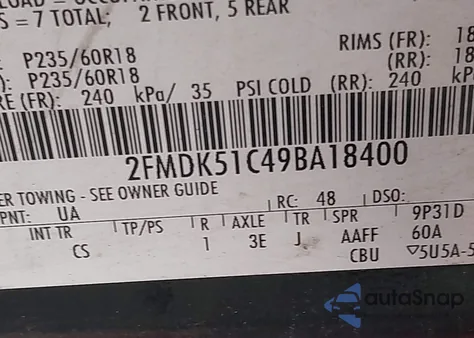 S = 7 TOTAL; 2 FRONT, 5 REAR
P235/60R18 RIMS (FR): 18
P235/60R18 (RR): 18
RE (FR): 240 kPa/ 35 PSI COLD (RR): 240 kPa
2FMDK51C49BA18400
ER TOWING - SEE OWNER GUIDE
PNT: UA RC: 48 DSO:
INT TR TP/PS R AXLE TR SPR 9P31D
CS 1 3E J AAFF 60A
CBU ▽5U5A-5
autoSnap